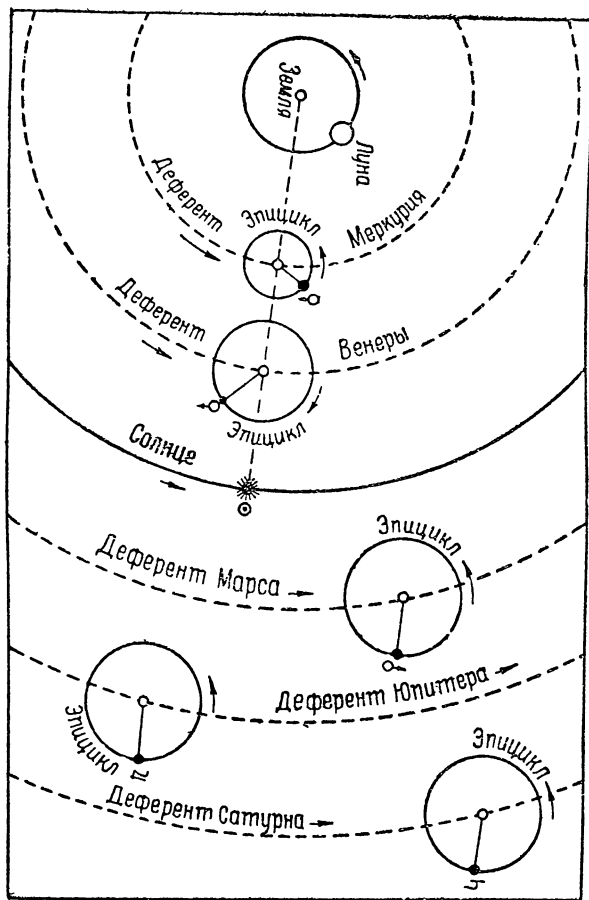 Земля
Луна
Деферент
Эпицикл
Меркурия
Деферент
Венеры
Эпицикл
Солнце
Эпицикл
Деферент Марса
Деферент Юпитера
Эпицикл
Эпицикл
Деферент Сатурна